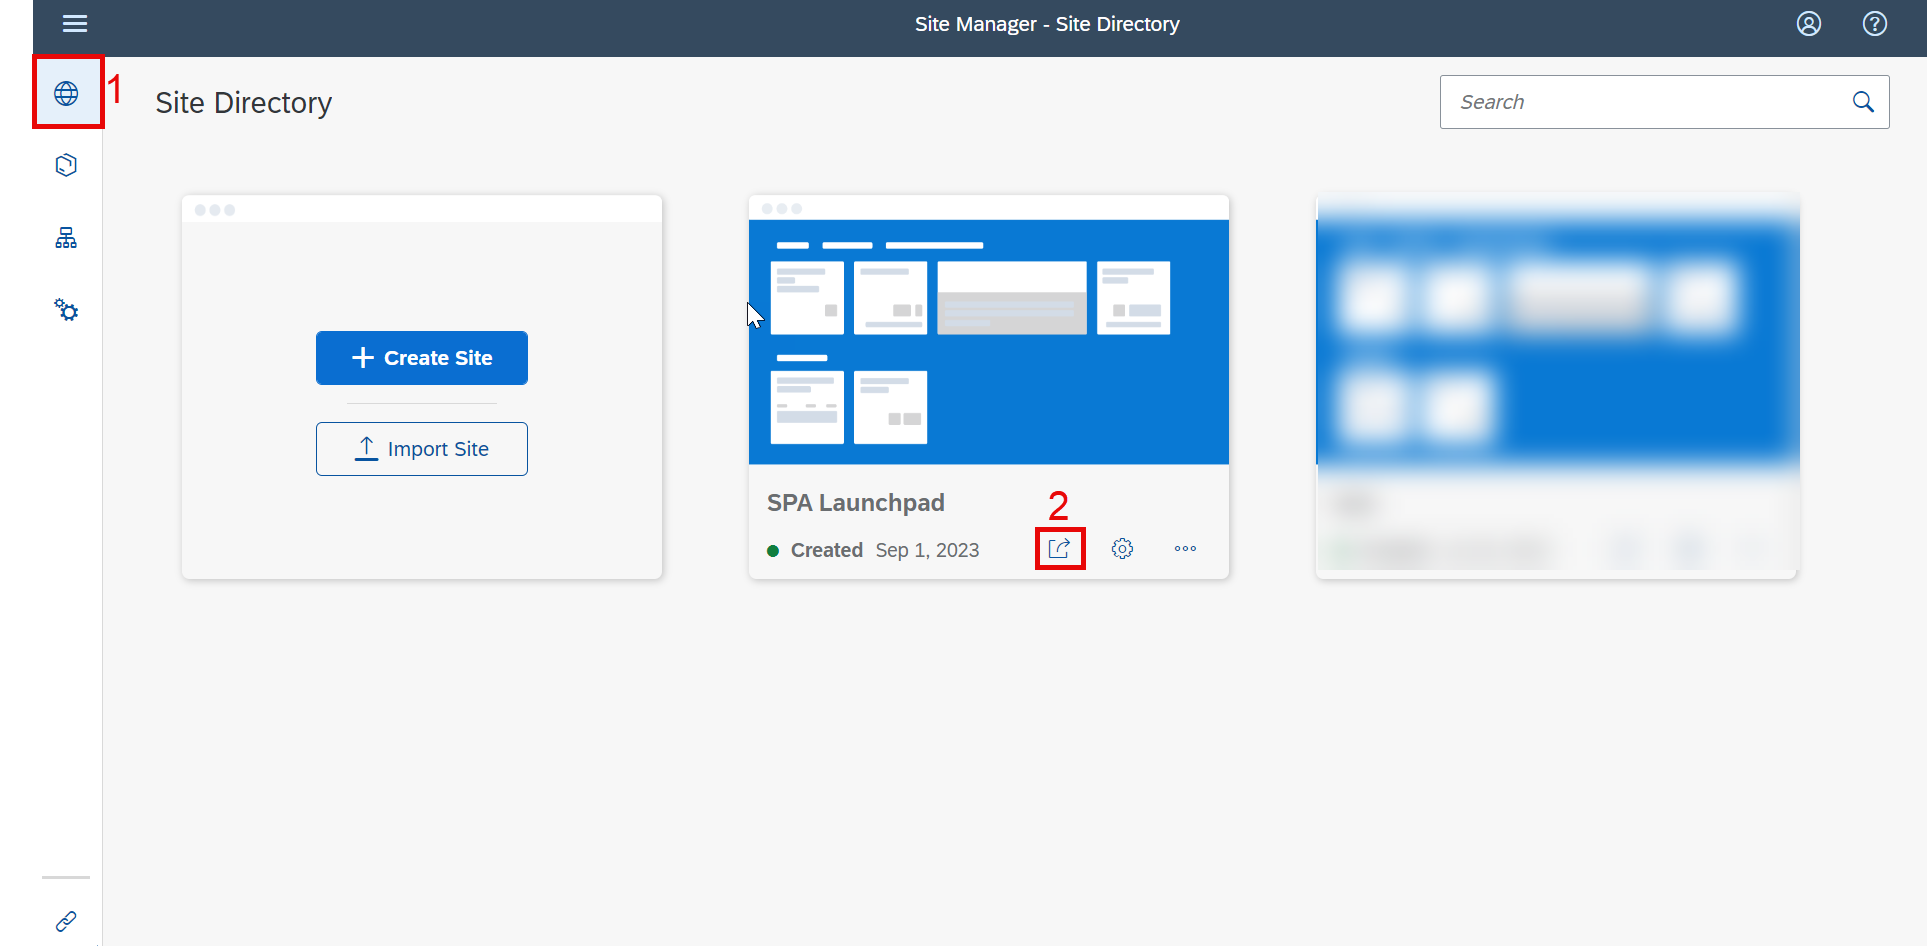 Site Manager - Site Directory
1
Site Directory
Search
Create Site
Import Site
SPA Launchpad
2
Created Sep 1, 2023